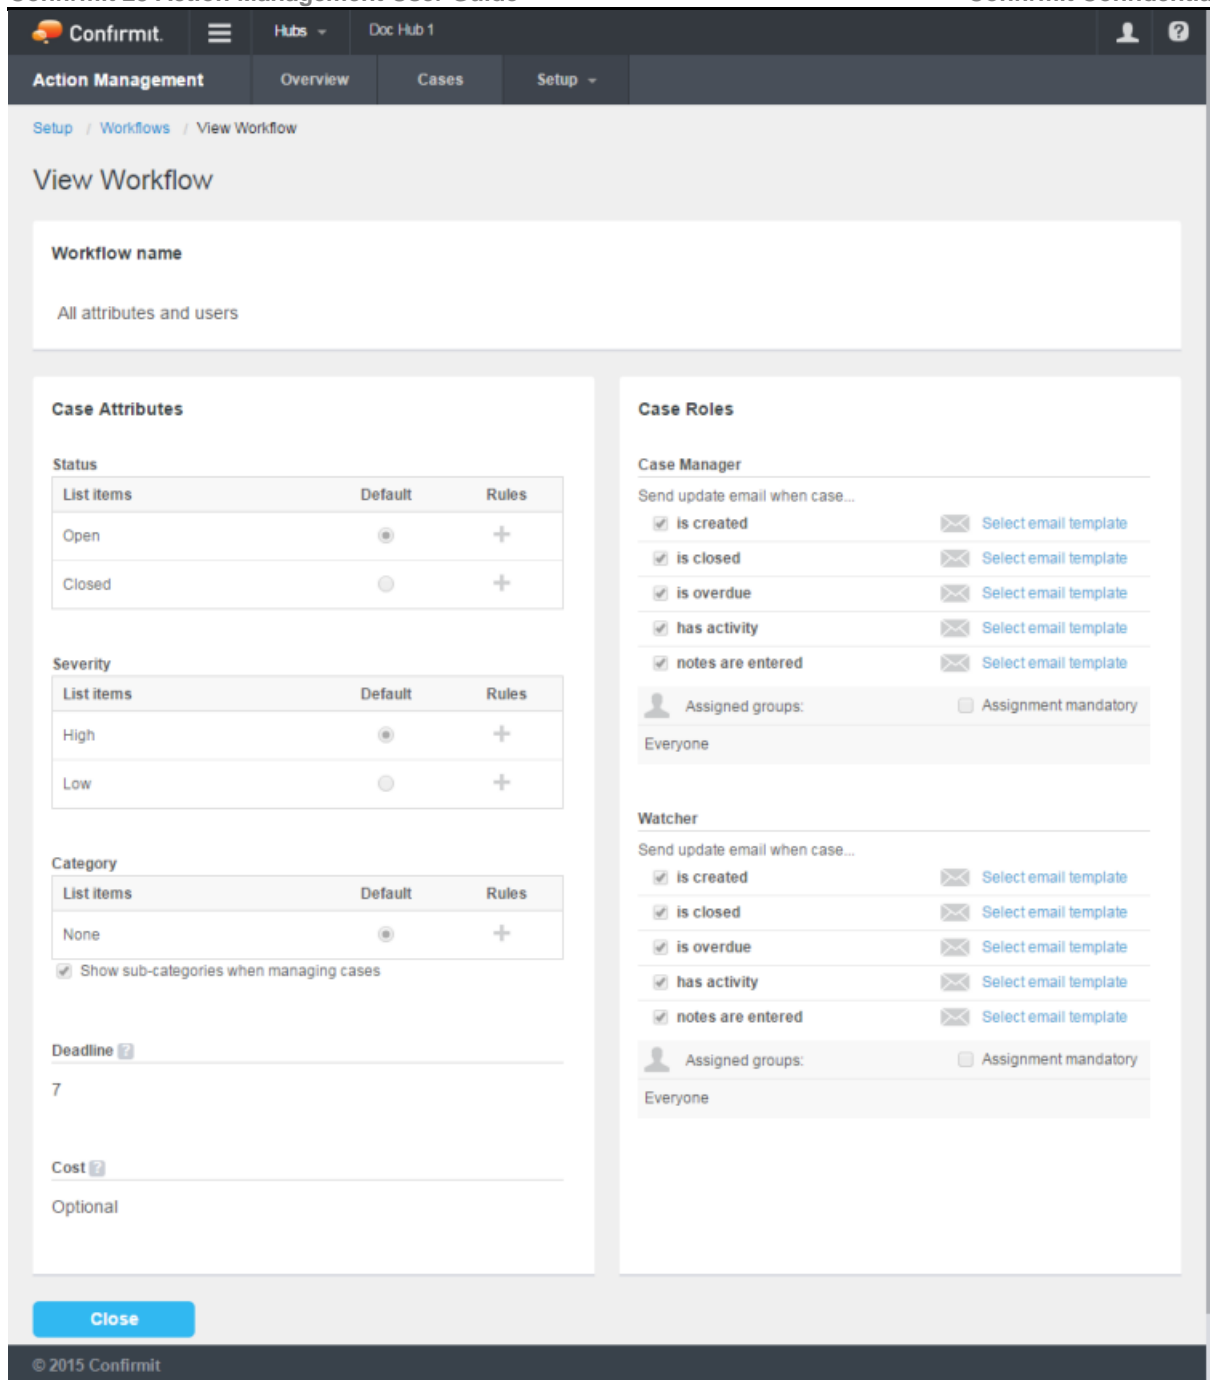 Confirmit. Hubs Doc Hub 1
Action Management Overview Cases Setup
Setup / Workflows / View Workflow
View Workflow
Workflow name
All attributes and users
Case Attributes
Status
List items Default Rules
Open
Closed
Severity
List items Default Rules
High
Low
Category
List items Default Rules
None
Show sub-categories when managing cases
Deadline ?
7
Cost ?
Optional
Case Roles
Case Manager
Send update email when case...
is created Select email template
is closed Select email template
is overdue Select email template
has activity Select email template
notes are entered Select email template
Assigned groups: Assignment mandatory
Everyone
Watcher
Send update email when case...
is created Select email template
is closed Select email template
is overdue Select email template
has activity Select email template
notes are entered Select email template
Assigned groups: Assignment mandatory
Everyone
Close
© 2015 Confirmit